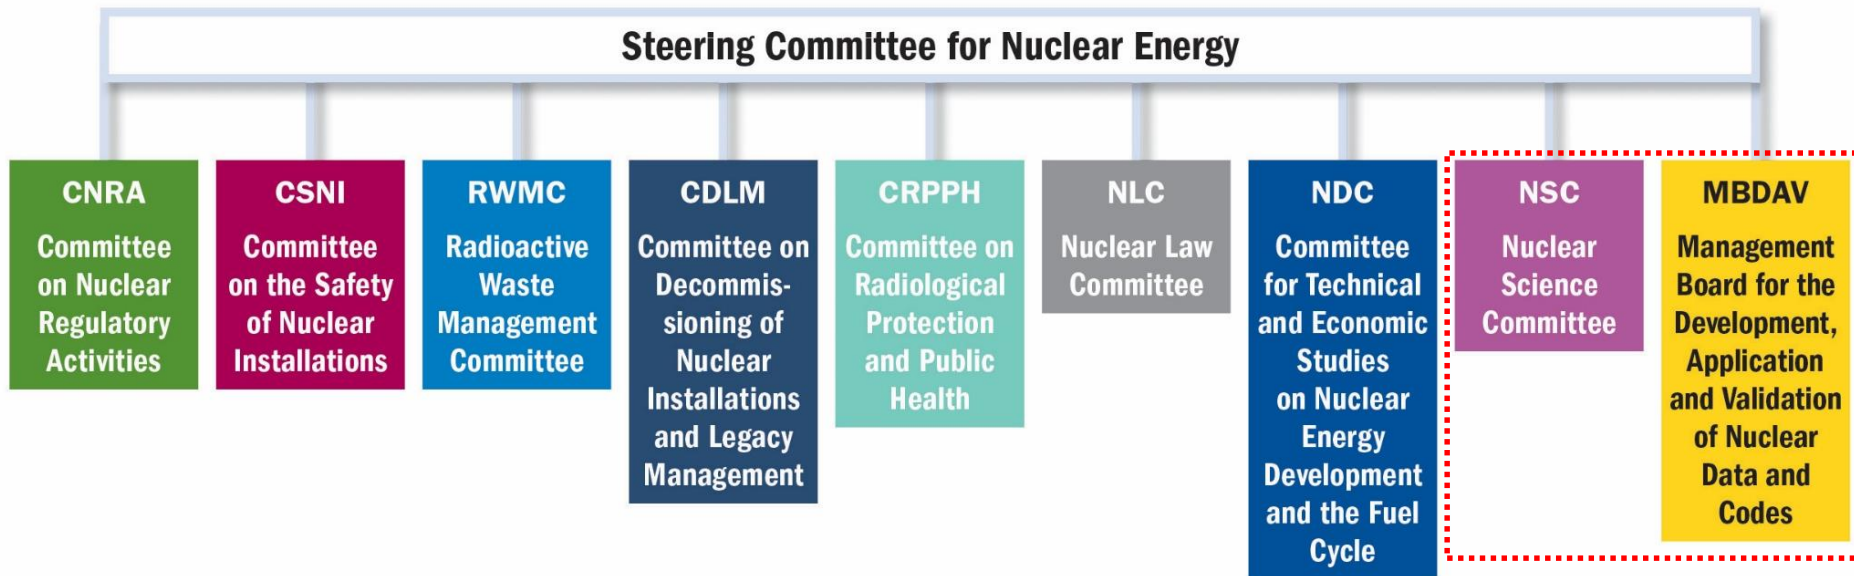 Steering Committee for Nuclear Energy
CNRA
Committee
on Nuclear
Regulatory
Activities
CSNI
Committee
on the Safety
of Nuclear
Installations
RWMC
Radioactive
Waste
Management
Committee
CDLM
Committee on
Decommis-
sioning of
Nuclear
Installations
and Legacy
Management
CRPPH
Committee on
Radiological
Protection
and Public
Health
NLC
Nuclear Law
Committee
NDC
Committee
for Technical
and Economic
Studies
on Nuclear
Energy
Development
and the Fuel
Cycle
NSC
Nuclear
Science
Committee
MBDAV
Management
Board for the
Development,
Application
and Validation
of Nuclear
Data and
Codes